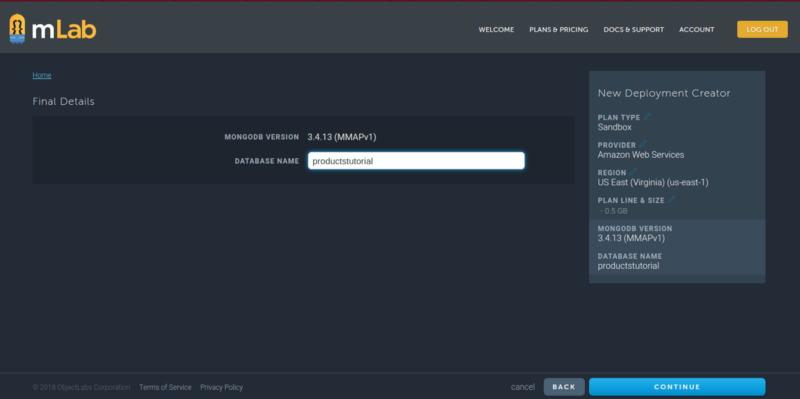 mLab
WELCOME PLANS & PRICING DOCS & SUPPORT ACCOUNT LOG OUT
Home
Final Details
MONGODB VERSION 3.4.13 (MMAPv1)
DATABASE NAME productstutorial
New Deployment Creator
PLAN TYPE
Sandbox
PROVIDER
Amazon Web Services
REGION
US East (Virginia) (us-east-1)
PLAN LINE & SIZE
- 0.5 GB
MONGODB VERSION
3.4.13 (MMAPv1)
DATABASE NAME
productstutorial
© 2018 ObjectLabs Corporation Terms of Service Privacy Policy cancel BACK CONTINUE